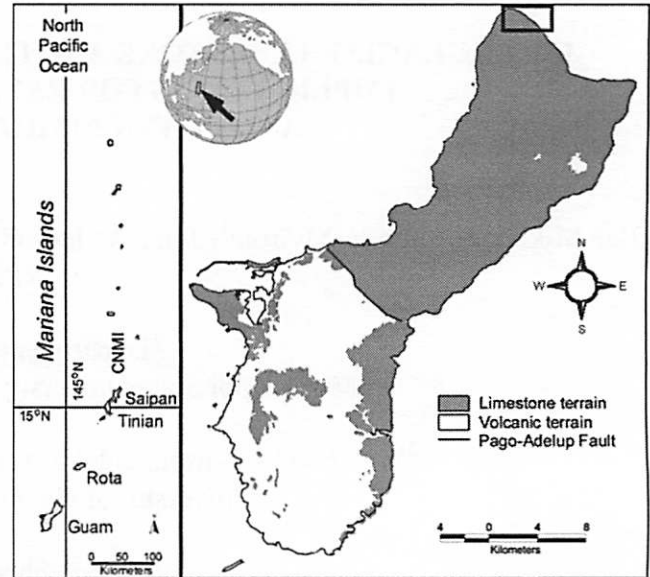 North
Pacific
Ocean
Mariana Islands
145°N
CNMI
Saipan
15°N
Tinian
Rota
Guam
A
0 50 100
Kilometers
N
W E
S
Limestone terrain
Volcanic terrain
Pago-Adelup Fault
4 0 4 8
Kilometers